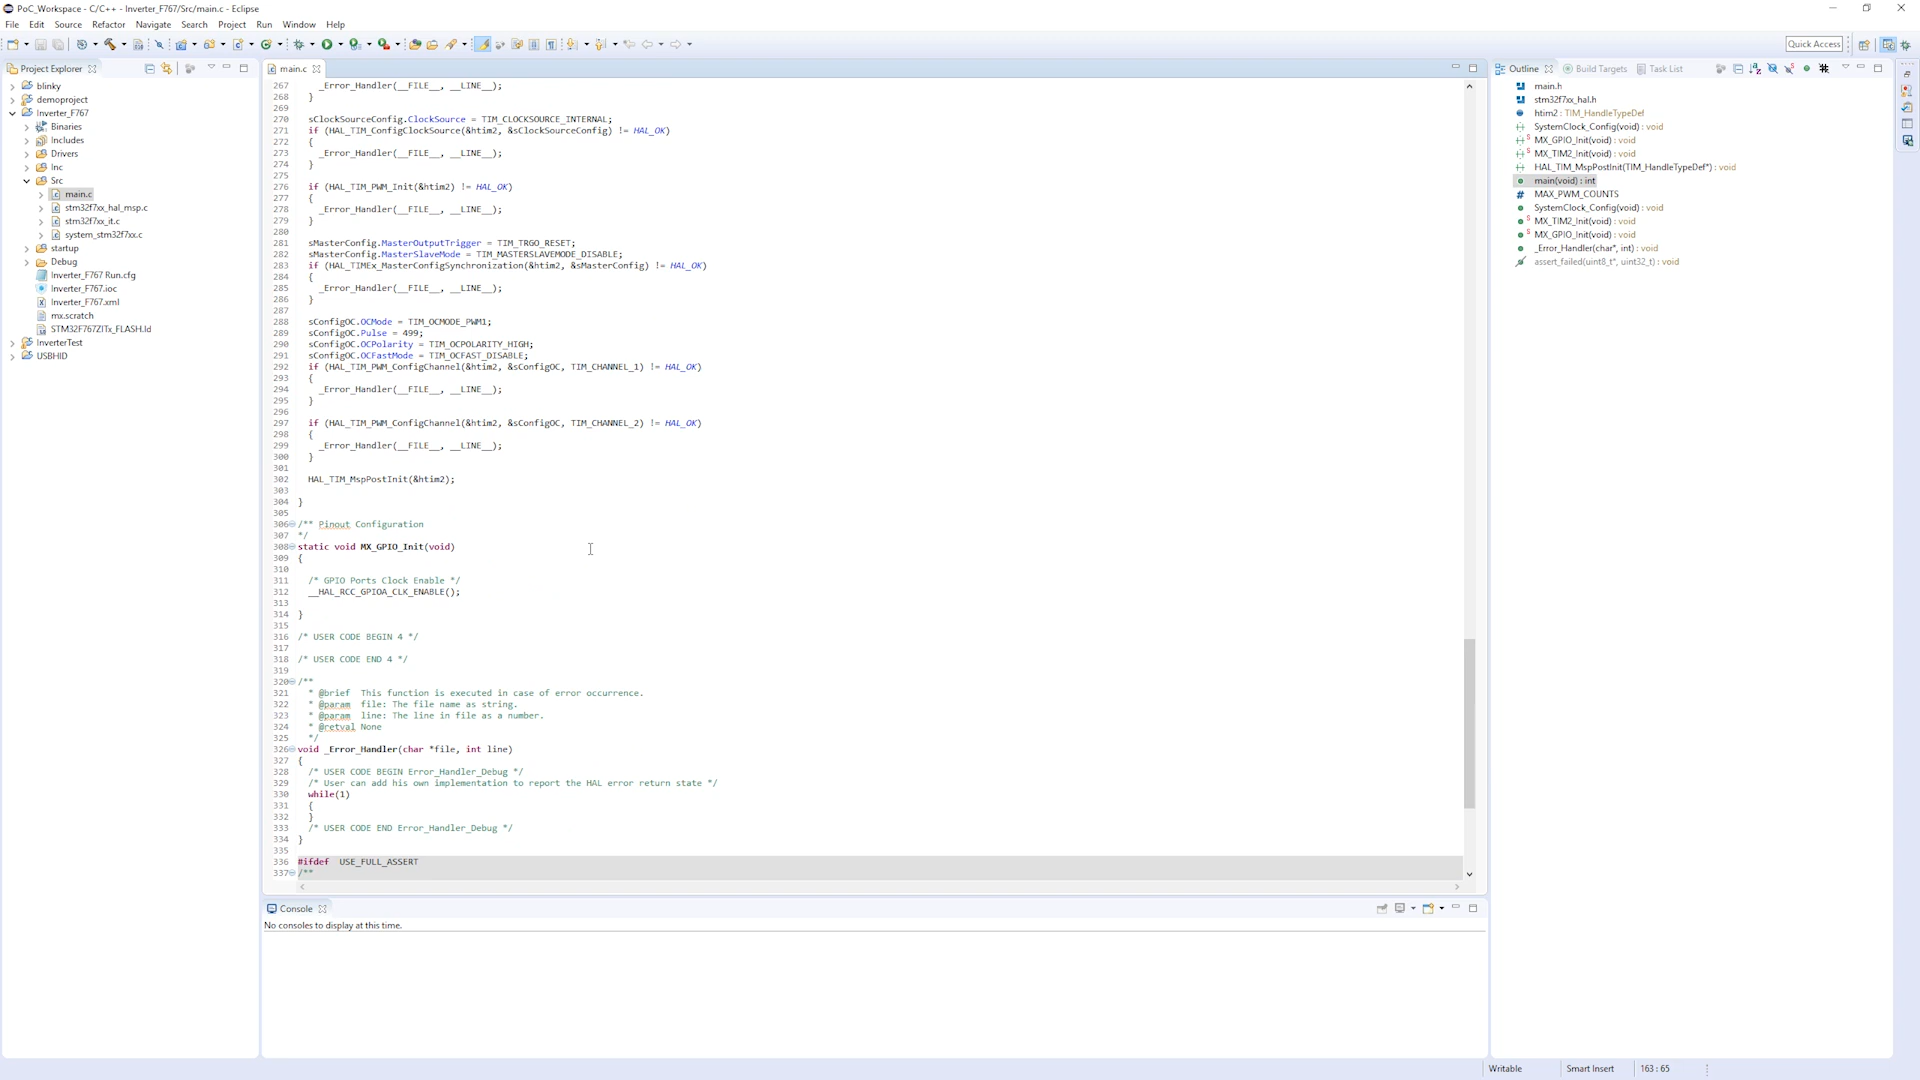 PoC_Workspace - C/C++ - Inverter_F767/Src/main.c - Eclipse
File Edit Source Refactor Navigate Search Project Run Window Help
Quick Access
Project Explorer
blinky
demoproject
Inverter_F767
Binaries
Includes
Drivers
Inc
Src
main.c
stm32f7xx_hal_msp.c
stm32f7xx_it.c
system_stm32f7xx.c
startup
Debug
Inverter_F767 Run.cfg
Inverter_F767.ioc
Inverter_F767.xml
mx.scratch
STM32F767ZITx_FLASH.ld
InverterTest
USBHID
main.c
267 _Error_Handler(__FILE__, __LINE__);
268 }
269
270 sClockSourceConfig.ClockSource = TIM_CLOCKSOURCE_INTERNAL;
271 if (HAL_TIM_ConfigClockSource(&htim2, &sClockSourceConfig) != HAL_OK)
272 {
273 _Error_Handler(__FILE__, __LINE__);
274 }
275
276 if (HAL_TIM_PWM_Init(&htim2) != HAL_OK)
277 {
278 _Error_Handler(__FILE__, __LINE__);
279 }
280
281 sMasterConfig.MasterOutputTrigger = TIM_TRGO_RESET;
282 sMasterConfig.MasterSlaveMode = TIM_MASTERSLAVEMODE_DISABLE;
283 if (HAL_TIMEx_MasterConfigSynchronization(&htim2, &sMasterConfig) != HAL_OK)
284 {
285 _Error_Handler(__FILE__, __LINE__);
286 }
287
288 sConfigOC.OCMode = TIM_OCMODE_PWM1;
289 sConfigOC.Pulse = 499;
290 sConfigOC.OCPolarity = TIM_OCPOLARITY_HIGH;
291 sConfigOC.OCFastMode = TIM_OCFAST_DISABLE;
292 if (HAL_TIM_PWM_ConfigChannel(&htim2, &sConfigOC, TIM_CHANNEL_1) != HAL_OK)
293 {
294 _Error_Handler(__FILE__, __LINE__);
295 }
296
297 if (HAL_TIM_PWM_ConfigChannel(&htim2, &sConfigOC, TIM_CHANNEL_2) != HAL_OK)
298 {
299 _Error_Handler(__FILE__, __LINE__);
300 }
301
302 HAL_TIM_MspPostInit(&htim2);
303
304 }
305
306 /** Pinout Configuration
307 */
308 static void MX_GPIO_Init(void)
309 {
310
311 /* GPIO Ports Clock Enable */
312 __HAL_RCC_GPIOA_CLK_ENABLE();
313
314 }
315
316 /* USER CODE BEGIN 4 */
317
318 /* USER CODE END 4 */
319
320 /**
321 * @brief This function is executed in case of error occurrence.
322 * @param file: The file name as string.
323 * @param line: The line in file as a number.
324 * @retval None
325 */
326 void _Error_Handler(char *file, int line)
327 {
328 /* USER CODE BEGIN Error_Handler_Debug */
329 /* User can add his own implementation to report the HAL error return state */
330 while(1)
331 {
332 }
333 /* USER CODE END Error_Handler_Debug */
334 }
335
336 #ifdef USE_FULL_ASSERT
337 /**
Console
No consoles to display at this time.
Outline Build Targets Task List
main.h
stm32f7xx_hal.h
htim2 : TIM_HandleTypeDef
SystemClock_Config(void) : void
MX_GPIO_Init(void) : void
MX_TIM2_Init(void) : void
HAL_TIM_MspPostInit(TIM_HandleTypeDef*) : void
main(void) : int
MAX_PWM_COUNTS
SystemClock_Config(void) : void
MX_TIM2_Init(void) : void
MX_GPIO_Init(void) : void
_Error_Handler(char*, int) : void
assert_failed(uint8_t*, uint32_t) : void
Writable Smart Insert 163 : 65